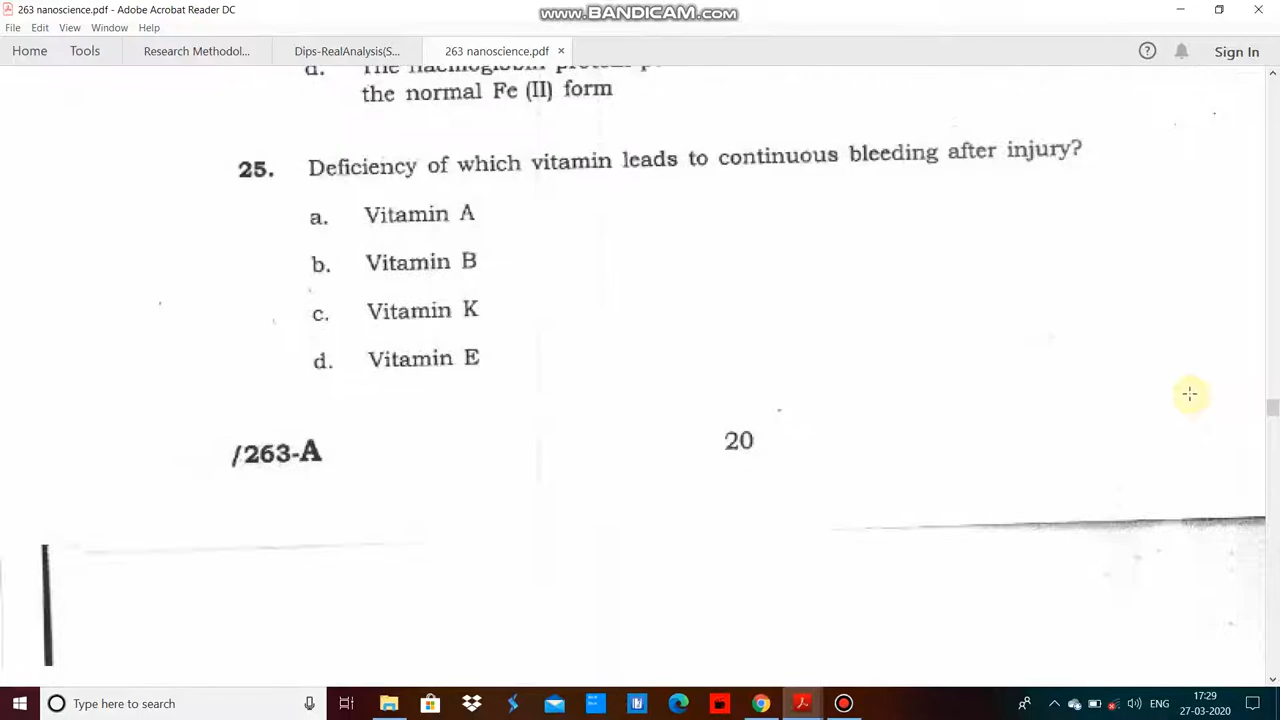 263 nanoscience.pdf - Adobe Acrobat Reader DC
www.BANDICAM.com
File Edit View Window Help
Home Tools Research Methodol... Dips-RealAnalysis(S... 263 nanoscience.pdf × Sign In
d. The haemoglobin protein
the normal Fe (II) form
25. Deficiency of which vitamin leads to continuous bleeding after injury?
a. Vitamin A
b. Vitamin B
c. Vitamin K
d. Vitamin E
/263-A 20
Type here to search
ENG
17:29
27-03-2020